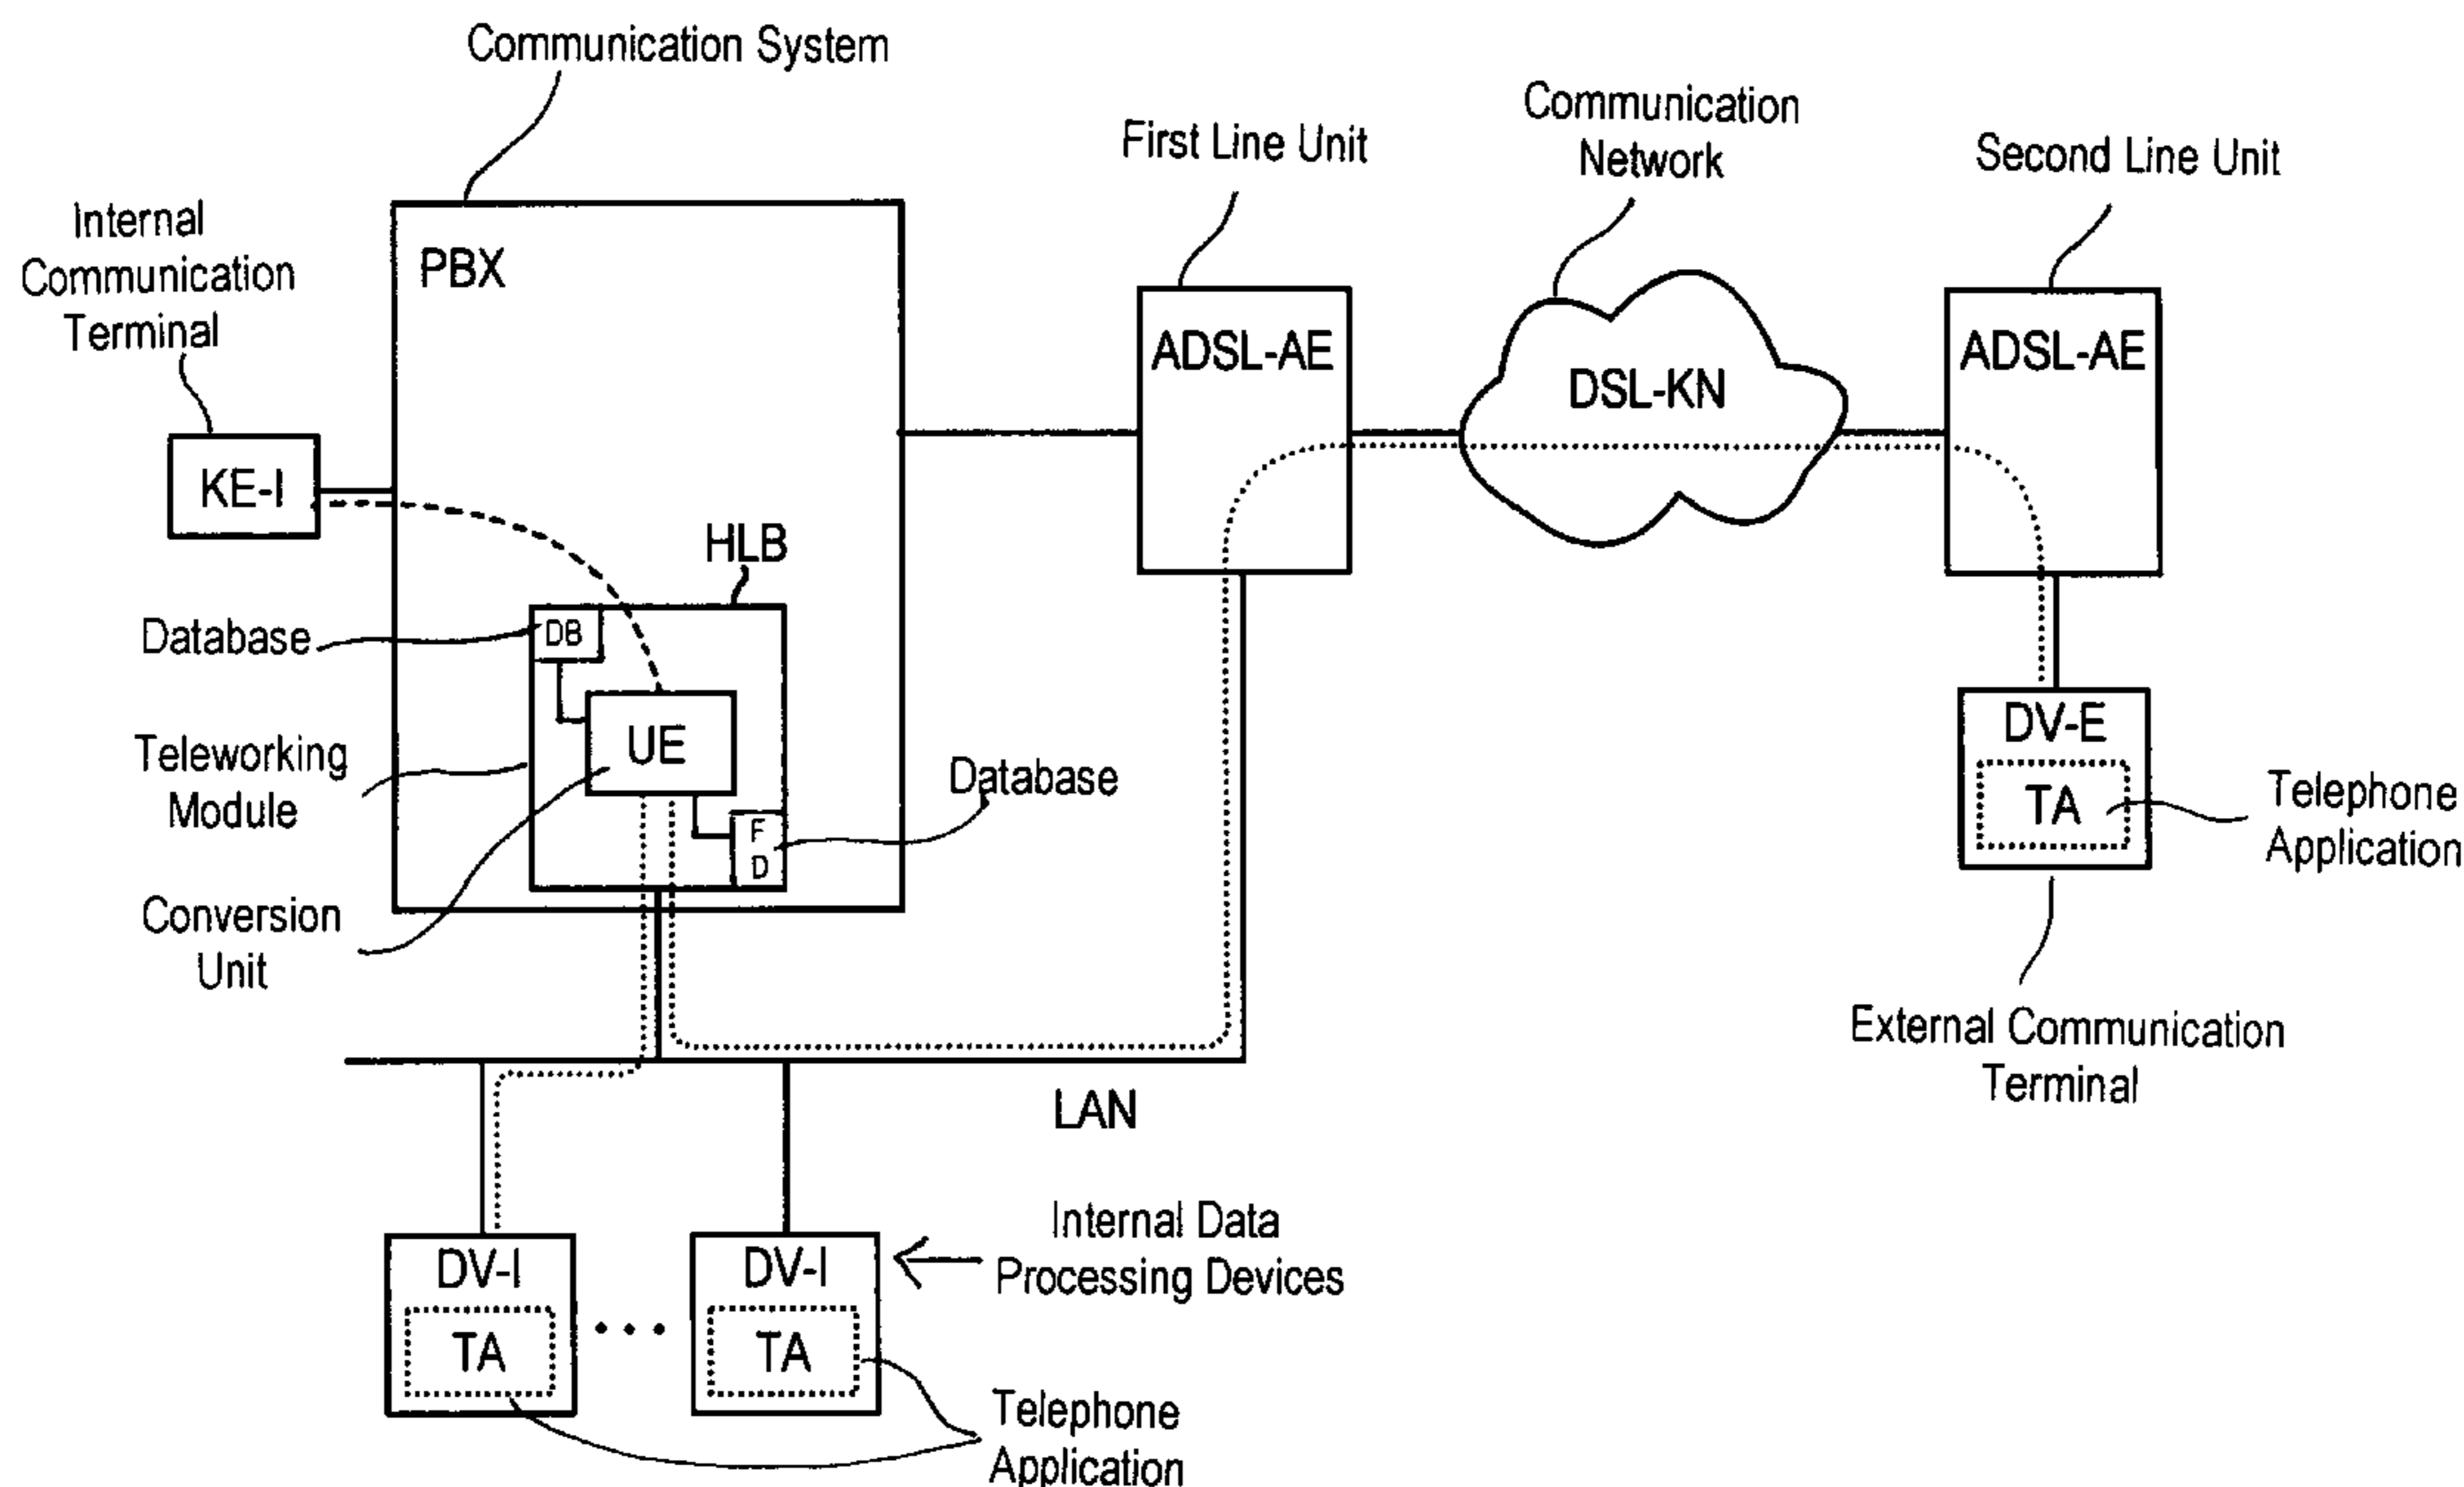 Communication System
Communication
Network
First Line Unit
Second Line Unit
Internal
Communication
Terminal
PBX
ADSL-AE
DSL-KN
ADSL-AE
KE-I
HLB
Database
DB
UE
Teleworking
Module
Database
F
D
DV-E
TA
Telephone
Application
Conversion
Unit
External Communication
Terminal
LAN
Internal Data
Processing Devices
DV-I
TA
DV-I
TA
Telephone
Application